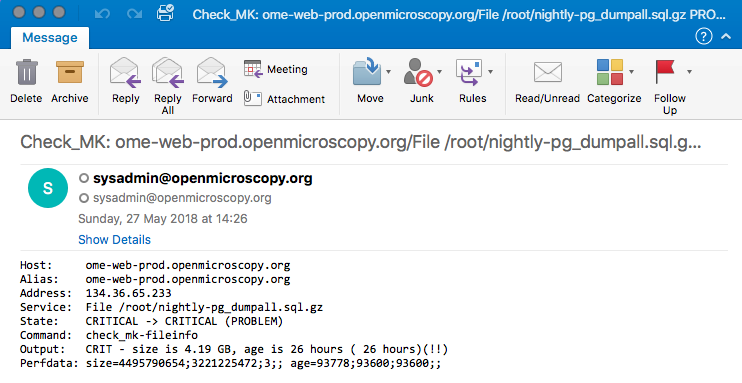 Check_MK: ome-web-prod.openmicroscopy.org/File /root/nightly-pg_dumpall.sql.gz PRO...
Message
?
Delete
Archive
Reply
Reply All
Forward
Meeting
Attachment
Move
Junk
Rules
Read/Unread
Categorize
Follow Up
Check_MK: ome-web-prod.openmicroscopy.org/File /root/nightly-pg_dumpall.sql.g...
S
sysadmin@openmicroscopy.org
sysadmin@openmicroscopy.org
Sunday, 27 May 2018 at 14:26
Show Details
Host: ome-web-prod.openmicroscopy.org
Alias: ome-web-prod.openmicroscopy.org
Address: 134.36.65.233
Service: File /root/nightly-pg_dumpall.sql.gz
State: CRITICAL -> CRITICAL (PROBLEM)
Command: check_mk-fileinfo
Output: CRIT - size is 4.19 GB, age is 26 hours ( 26 hours)(!!)
Perfdata: size=4495790654;3221225472;3;; age=93778;93600;93600;;